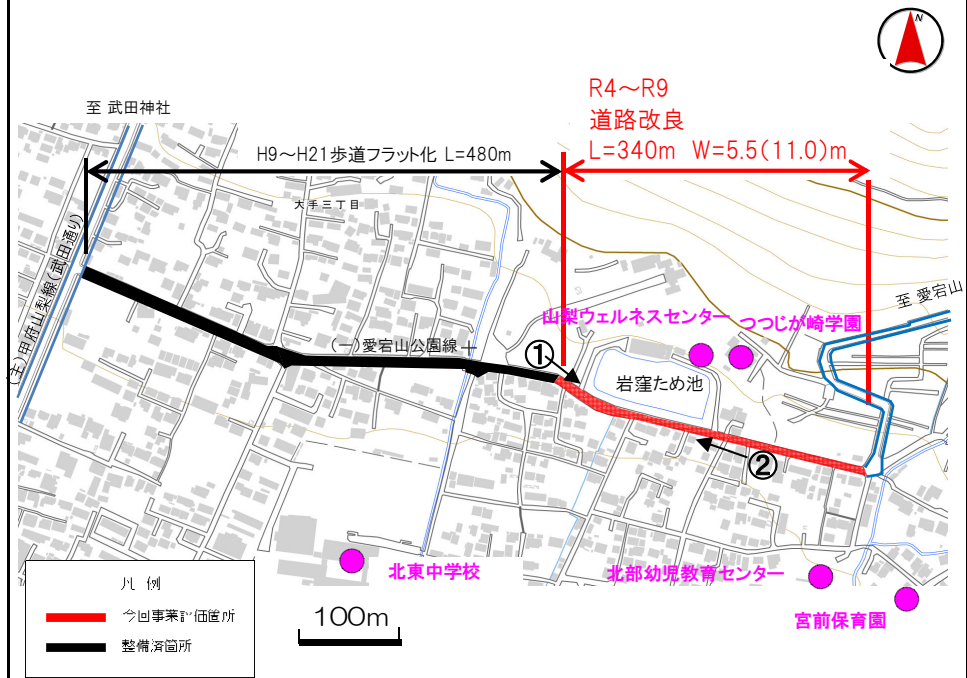 N
R4～R9
道路改良
L=340m W=5.5(11.0)m
至 武田神社
H9～H21歩道フラット化 L=480m
大手三丁目
(主)甲府山梨線(武田通り)
至 愛宕山
山梨ウェルネスセンター
つつじが崎学園
(一)愛宕山公園線
①
岩窪ため池
②
北東中学校
北部幼児教育センター
宮前保育園
凡 例
今回事業評価箇所
整備済箇所
100m